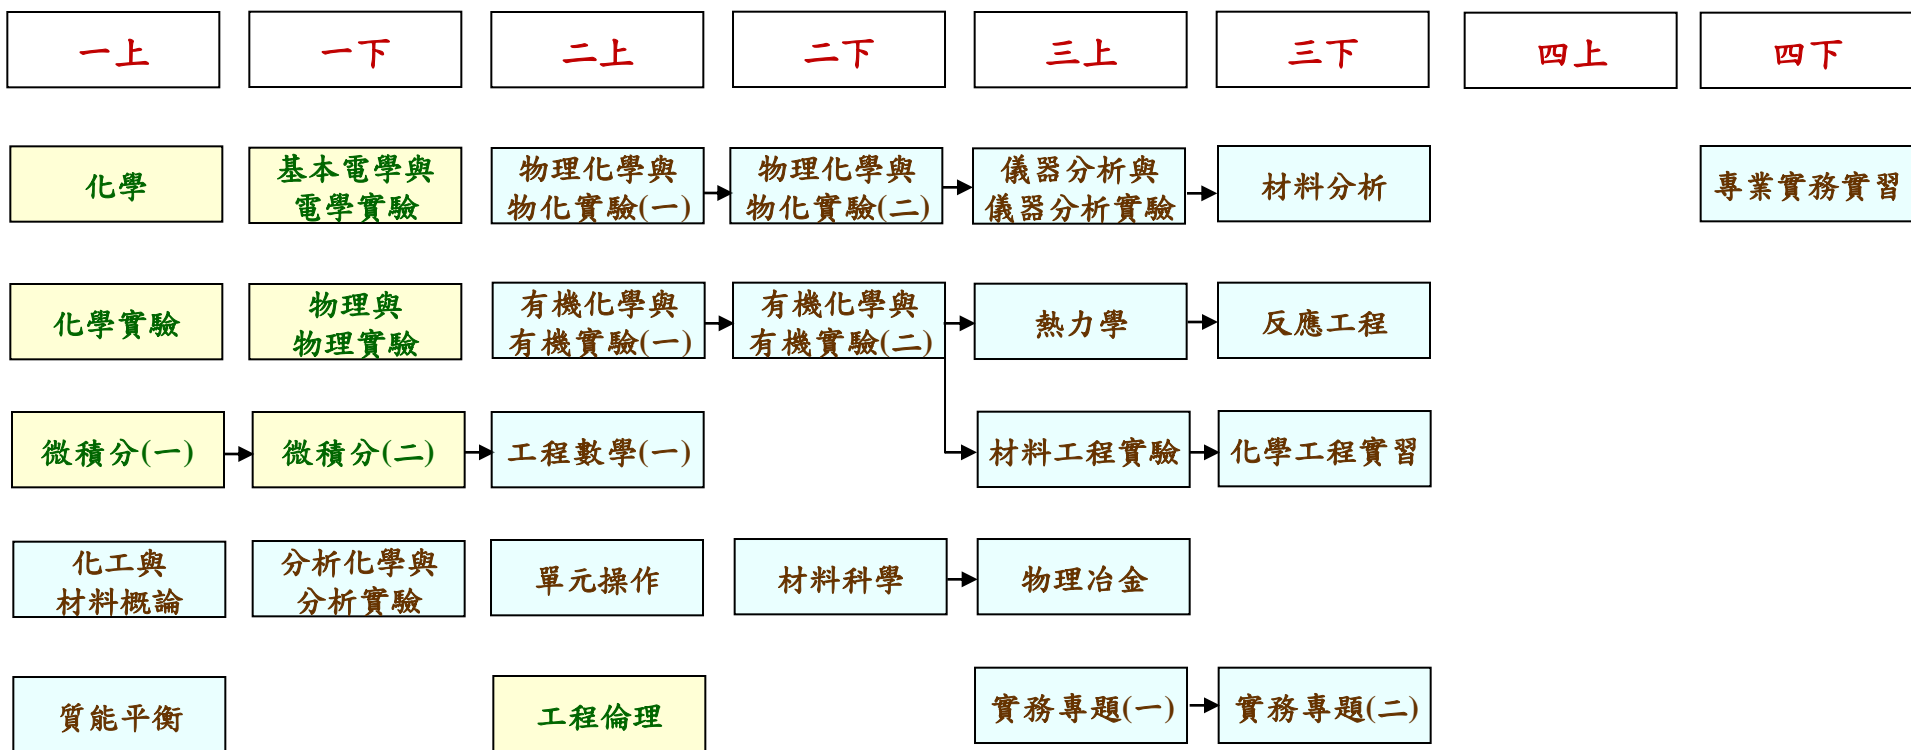 一上
一下
二上
二下
三上
三下
四上
四下
化學
基本電學與
電學實驗
物理化學與
物化實驗(一)
物理化學與
物化實驗(二)
儀器分析與
儀器分析實驗
材料分析
專業實務實習
化學實驗
物理與
物理實驗
有機化學與
有機實驗(一)
有機化學與
有機實驗(二)
熱力學
反應工程
微積分(一)
微積分(二)
工程數學(一)
材料工程實驗
化學工程實習
化工與
材料概論
分析化學與
分析實驗
單元操作
材料科學
物理冶金
質能平衡
工程倫理
實務專題(一)
實務專題(二)